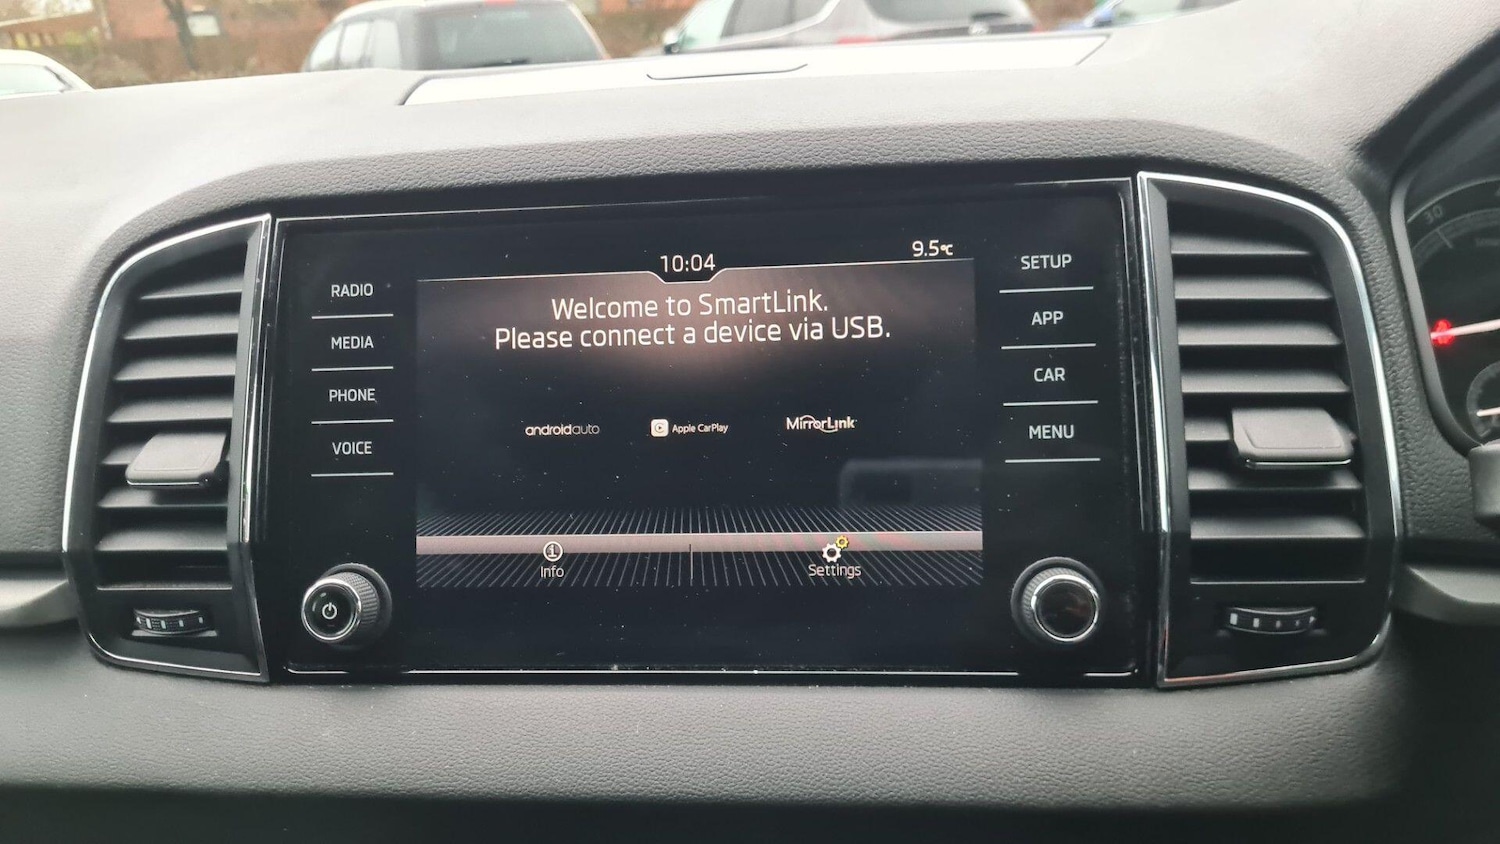 10:04
9.5°C
RADIO
MEDIA
PHONE
VOICE
Welcome to SmartLink.
Please connect a device via USB.
androidauto
Apple CarPlay
MirrorLink
Info
Settings
SETUP
APP
CAR
MENU
30